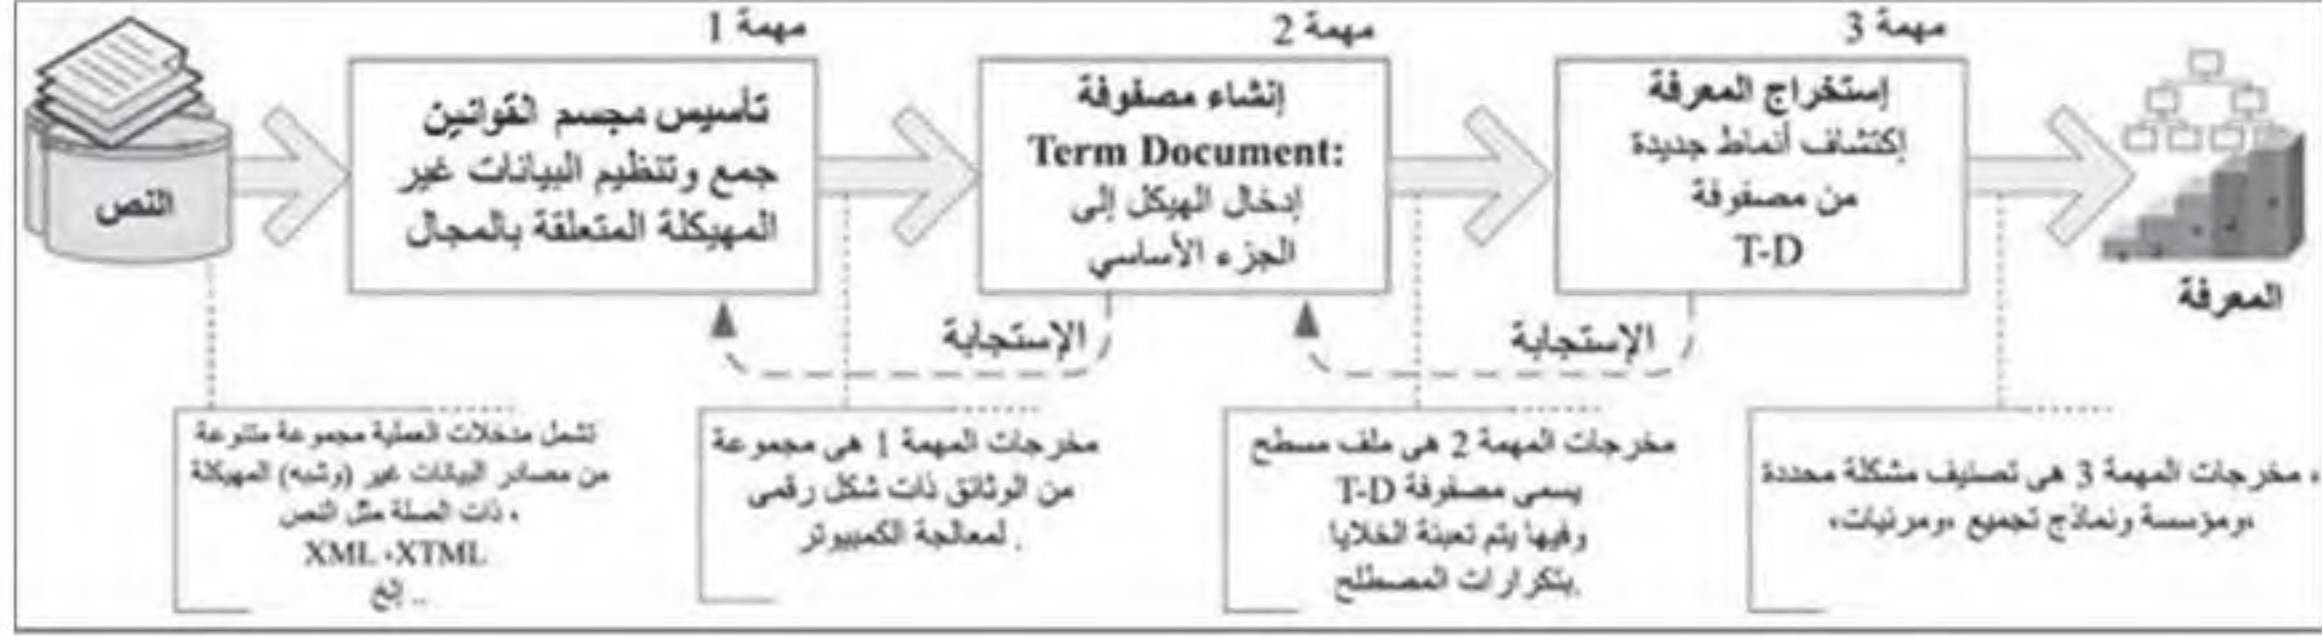 النص
مهمة 1
تأسيس مجسم القوانين
جمع وتنظيم البيانات غير
المهيكلة المتعلقة بالمجال
مهمة 2
إنشاء مصفوفة
Term Document:
إدخال الهيكل إلى
الجزء الأساسي
مهمة 3
إستخراج المعرفة
إكتشاف أنماط جديدة
من مصفوفة
T-D
المعرفة
الإستجابة
الإستجابة
تشمل مدخلات العملية مجموعة متنوعة
من مصادر البيانات غير (وشبه) المهيكلة
، ذات الصلة مثل النص
XML ،XTML
.. إلخ
مخرجات المهمة 1 هى مجموعة
من الوثائق ذات شكل رقمى
لمعالجة الكمبيوتر .
مخرجات المهمة 2 هى ملف مسطح
يسمى مصفوفة T-D
وفيها يتم تعبئة الخلايا
بتكرارات المصطلح.
، مخرجات المهمة 3 هى تصنيف مشكلة محددة
،ومؤسسة ونماذج تجميع ،ومرئيات،